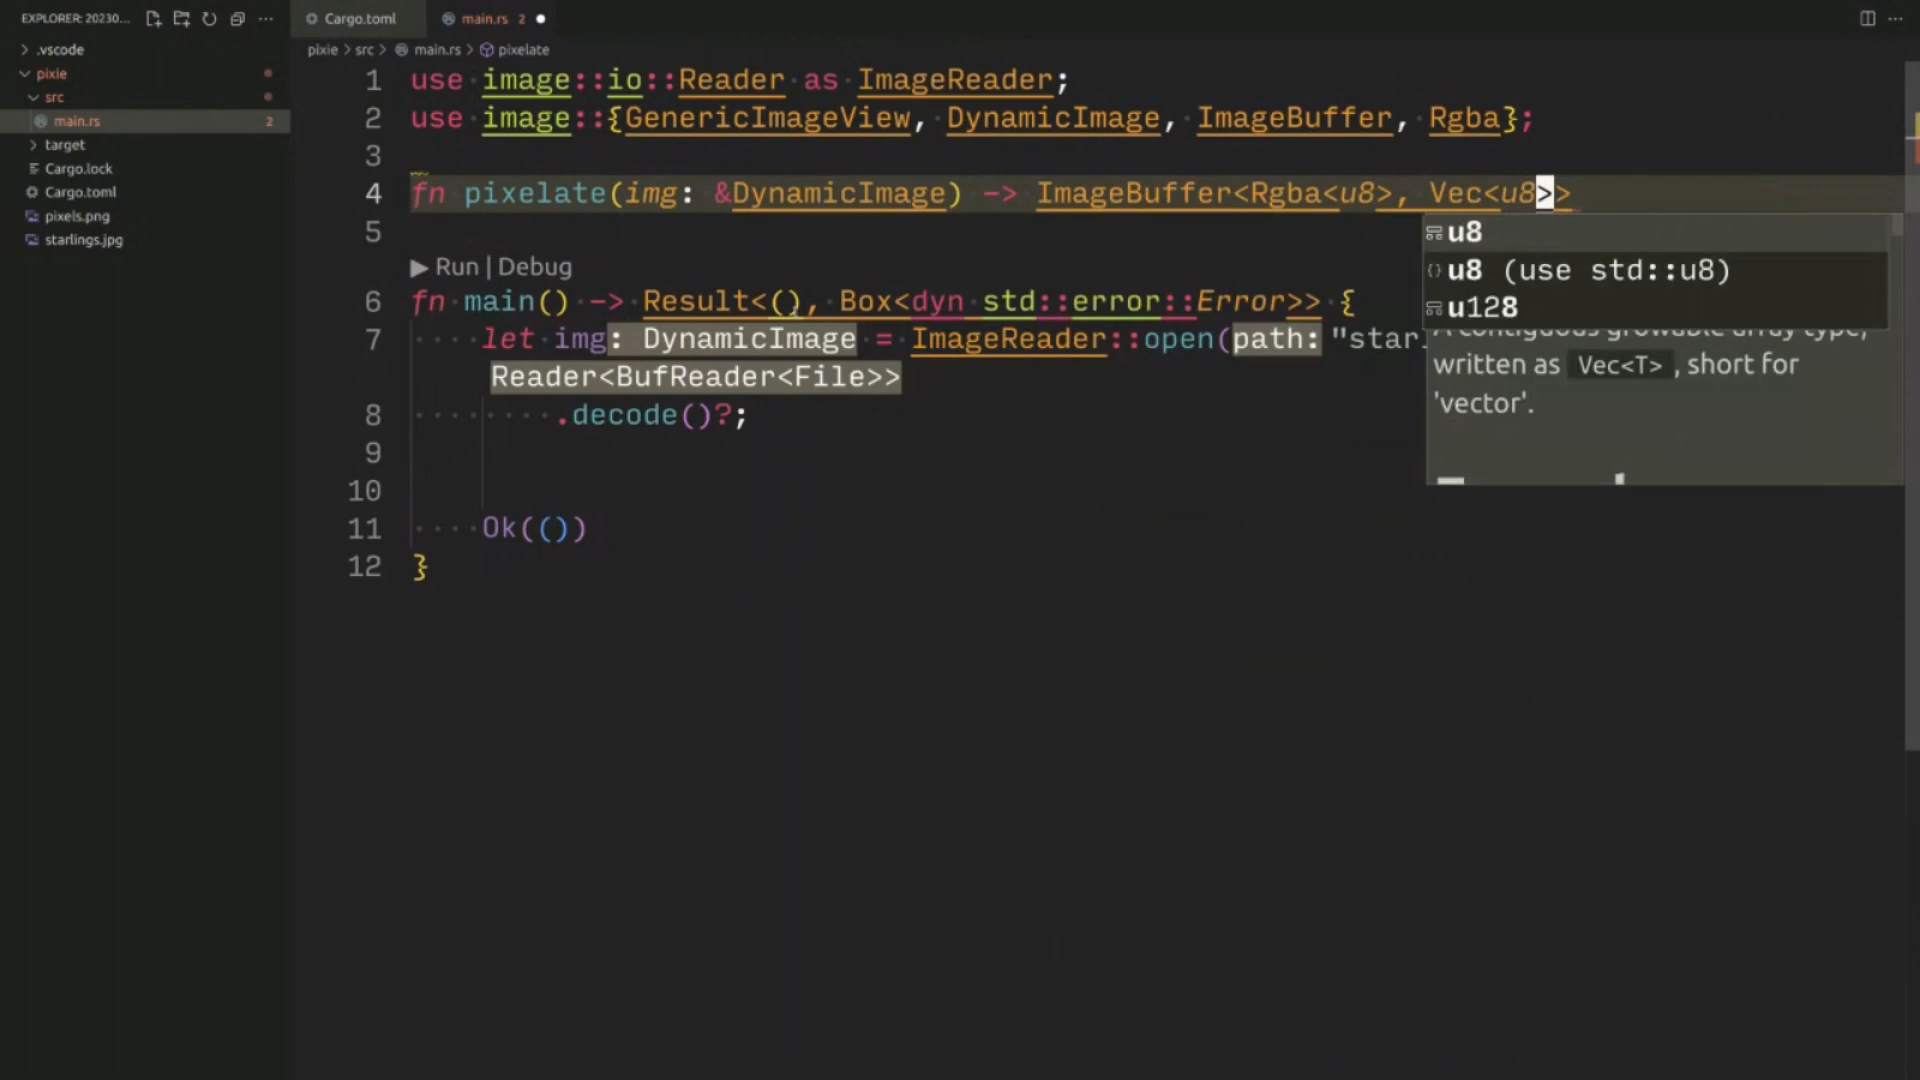 EXPLORER: 20230...
.vscode
pixie
src
main.rs 2
target
Cargo.lock
Cargo.toml
pixels.png
starlings.jpg
Cargo.toml
main.rs 2
pixie > src > main.rs > pixelate
1 use image::io::Reader as ImageReader;
2 use image::{GenericImageView, DynamicImage, ImageBuffer, Rgba};
3
4 fn pixelate(img: &DynamicImage) -> ImageBuffer<Rgba<u8>, Vec<u8>>
5
Run | Debug
6 fn main() -> Result<(), Box<dyn std::error::Error>> {
7 let img: DynamicImage = ImageReader::open(path: "star
Reader<BufReader<File>>
8 .decode()?;
9
10
11 Ok(())
12 }
u8
u8 (use std::u8)
u128
A contiguous growable array type,
written as Vec<T>, short for
'vector'.